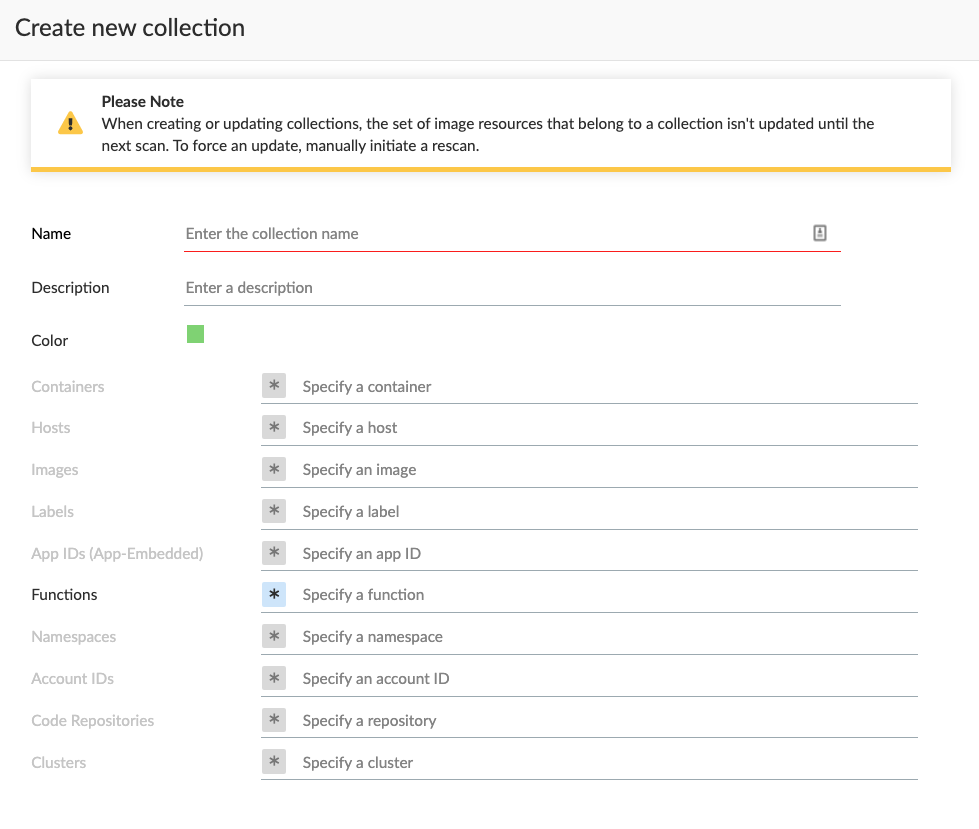 Create new collection
Please Note
When creating or updating collections, the set of image resources that belong to a collection isn't updated until the
next scan. To force an update, manually initiate a rescan.
Name Enter the collection name
Description Enter a description
Color
Containers * Specify a container
Hosts * Specify a host
Images * Specify an image
Labels * Specify a label
App IDs (App-Embedded) * Specify an app ID
Functions * Specify a function
Namespaces * Specify a namespace
Account IDs * Specify an account ID
Code Repositories * Specify a repository
Clusters * Specify a cluster